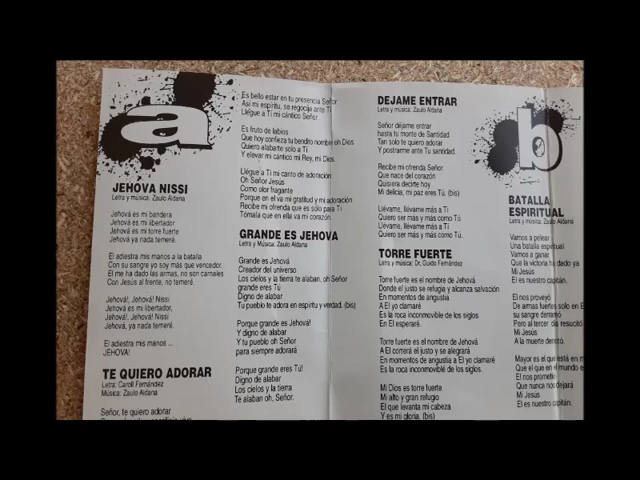 a
JEHOVA NISSI
Letra y música: Zaulo Aldana
Jehová es mi bandera
Jehová es mi libertador
Jehová es mi torre fuerte
Jehová ya nada temeré.
El adiestra mis manos a la batalla
Con su sangre yo soy más que vencedor.
El me ha dado las armas, no son carnales
Con Jesús al frente, no temeré.
Jehová!, Jehová! Nissi
Jehová es mi libertador,
Jehová!, Jehová! Nissi
Jehová, ya nada temeré.
El adiestra mis manos ...
JEHOVA!
TE QUIERO ADORAR
Letra: Caroll Fernández
Música: Zaulo Aldana
Señor, te quiero adorar
Es bello estar en tu presencia Señor
Así mi espíritu, se regocija ante Ti
Llegue a Ti mi cántico Señor.
Es fruto de labios
Que hoy confieza tu bendito nombre oh Dios
Quiero alabarte solo a Ti
Y elevar mi cántico mi Rey, mi Dios.
Llegue a Ti mi canto de adoración
Oh Señor Jesús
Como olor fragante
Porque en él va mi gratitud y mi adoración
Recibe mi ofrenda que es sólo para Ti
Tómala que en ella va mi corazón.
GRANDE ES JEHOVA
Letra y Música: Zaulo Aldana
Grande es Jehová
Creador del universo
Los cielos y la tierra te alaban, oh Señor
grande eres Tú
Digno de alabar
Tu pueblo te adora en espíritu y verdad. (bis)
Porque grande es Jehová!
Y digno de alabar
Y tu pueblo oh Señor
para siempre adorará
Porque grande eres Tú!
Digno de alabar
Los cielos y la tierra
Te alaban oh, Señor.
DEJAME ENTRAR
Letra y música: Zaulo Aldana
Señor déjame entrar
hasta tu monte de Santidad
Tan solo te quiero adorar
Y postrarme ante Tu santidad.
Recibe mi ofrenda Señor
Que nace del corazón
Quisiera decirte hoy
Mi delicia, mi paz eres Tú. (bis)
Llévame, llévame más a Ti
Quiero ser más y más como Tú.
Llévame, llévame más a Ti
Quiero ser más y más como Tú.
TORRE FUERTE
Letra y música: Dr. Guido Fernández
Torre fuerte es el nombre de Jehová
Donde el justo se refugia y alcanza salvación
En momentos de angustia
A El yo clamaré
Es la roca inconmovible de los siglos
En El esperaré.
Torre fuerte es el nombre de Jehová
A El correrá el justo y se alegrará
En momentos de angustia a El yo clamaré
Es la roca inconmovible de los siglos.
Mi Dios es torre fuerte
Mi alto y gran refugio
El que levanta mi cabeza
Y es mi gloria. (bis)
b
BATALLA
ESPIRITUAL
Letra y música: Zaulo Aldana
Vamos a pelear
Una batalla espiritual
Vamos a ganar
Que la victoria ha dado ya
Mi Jesús
El es nuestro capitán.
El nos proveyó
De armas fuertes solo en E
su sangre derramó
Pero al tercer día resucitó
Mi Jesús
A la muerte derrotó.
Mayor es el que está en m
Que el que en el mundo e
El nos prometió
Que nunca nos dejará
Mi Jesús
El es nuestro capitán.